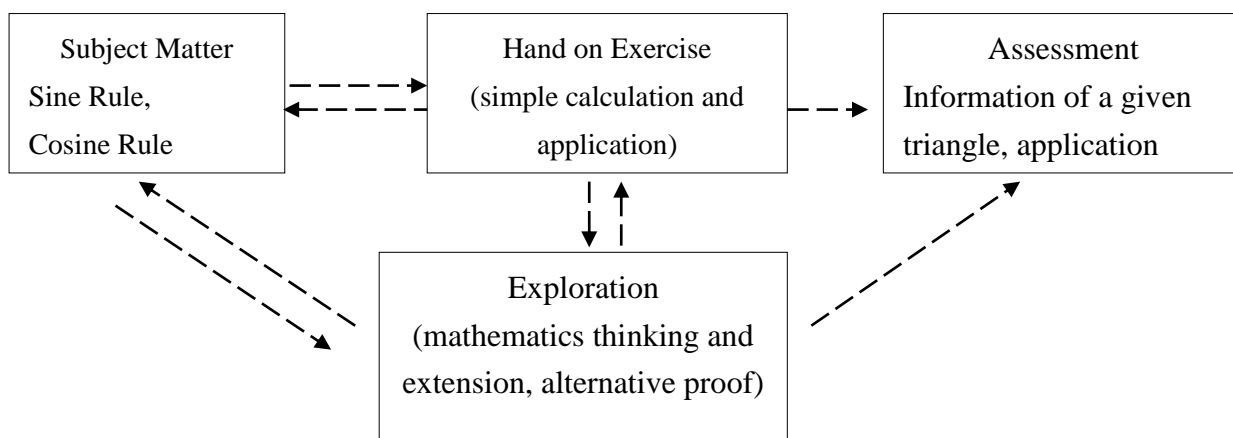 Subject Matter
Sine Rule,
Cosine Rule
Hand on Exercise
(simple calculation and
application)
Assessment
Information of a given
triangle, application
Exploration
(mathematics thinking and
extension, alternative proof)